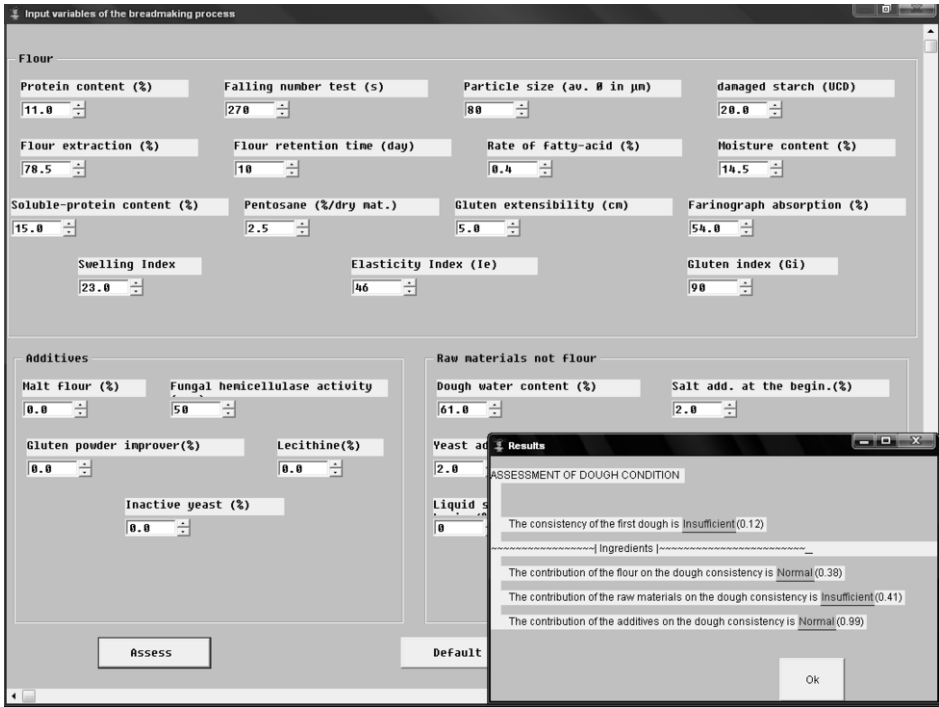 Input variables of the breadmaking process
Flour
Protein content (%) Falling number test (s) Particle size (av. Ø in µm) damaged starch (UCD)
11.0 270 80 20.0
Flour extraction (%) Flour retention time (day) Rate of fatty-acid (%) Moisture content (%)
78.5 10 0.4 14.5
Soluble-protein content (%) Pentosane (%/dry mat.) Gluten extensibility (cm) Farinograph absorption (%)
15.0 2.5 5.0 54.0
Swelling Index Elasticity Index (Ie) Gluten index (Gi)
23.0 46 90
Additives
Malt flour (%) Fungal hemicellulase activity
0.0 50
Gluten powder improver(%) Lecithine(%)
0.0 0.0
Inactive yeast (%)
0.0
Raw materials not flour
Dough water content (%) Salt add. at the begin.(%)
61.0 2.0
Yeast ad
2.0
Liquid s
0
Assess Default
Results
ASSESSMENT OF DOUGH CONDITION
The consistency of the first dough is Insufficient (0.12)
~~~~~~~~~~~~~~~~~| Ingredients |~~~~~~~~~~~~~~~~~~~~~~~~_
The contribution of the flour on the dough consistency is Normal (0.38)
The contribution of the raw materials on the dough consistency is Insufficient (0.41)
The contribution of the additives on the dough consistency is Normal (0.99)
Ok